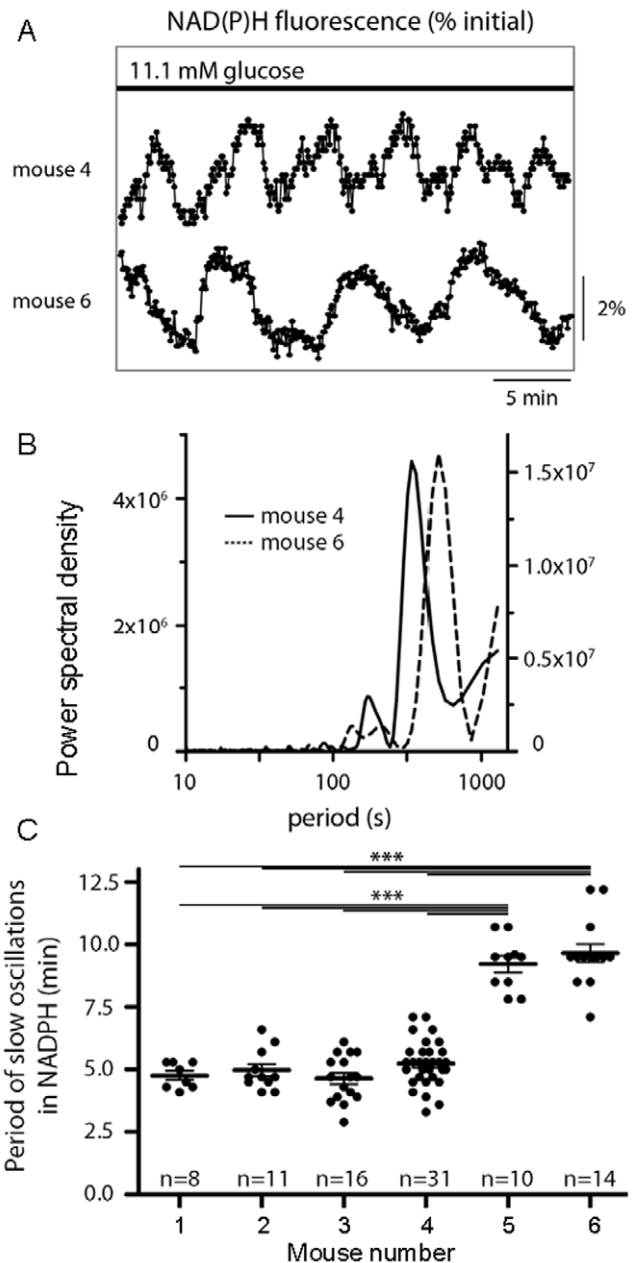 A
NAD(P)H fluorescence (% initial)
11.1 mM glucose
mouse 4
mouse 6
2%
5 min
B
Power spectral density
4x10⁶
2x10⁶
0
mouse 4
mouse 6
1.5x10⁷
1.0x10⁷
0.5x10⁷
0
10
100
1000
period (s)
C
Period of slow oscillations
in NADPH (min)
12.5
10.0
7.5
5.0
2.5
0.0
***
***
n=8
n=11
n=16
n=31
n=10
n=14
1
2
3
4
5
6
Mouse number